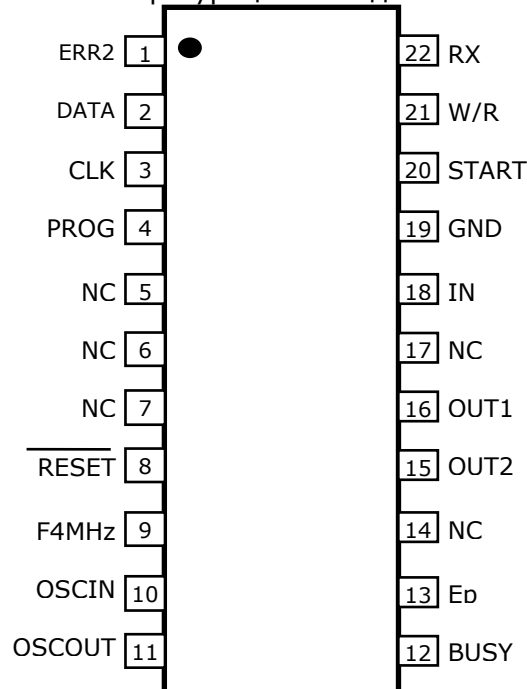 ERR2 1 22 RX
DATA 2 21 W/R
CLK 3 20 START
PROG 4 19 GND
NC 5 18 IN
NC 6 17 NC
NC 7 16 OUT1
RESET 8 15 OUT2
F4MHz 9 14 NC
OSCIN 10 13 Ep
OSCOUT 11 12 BUSY